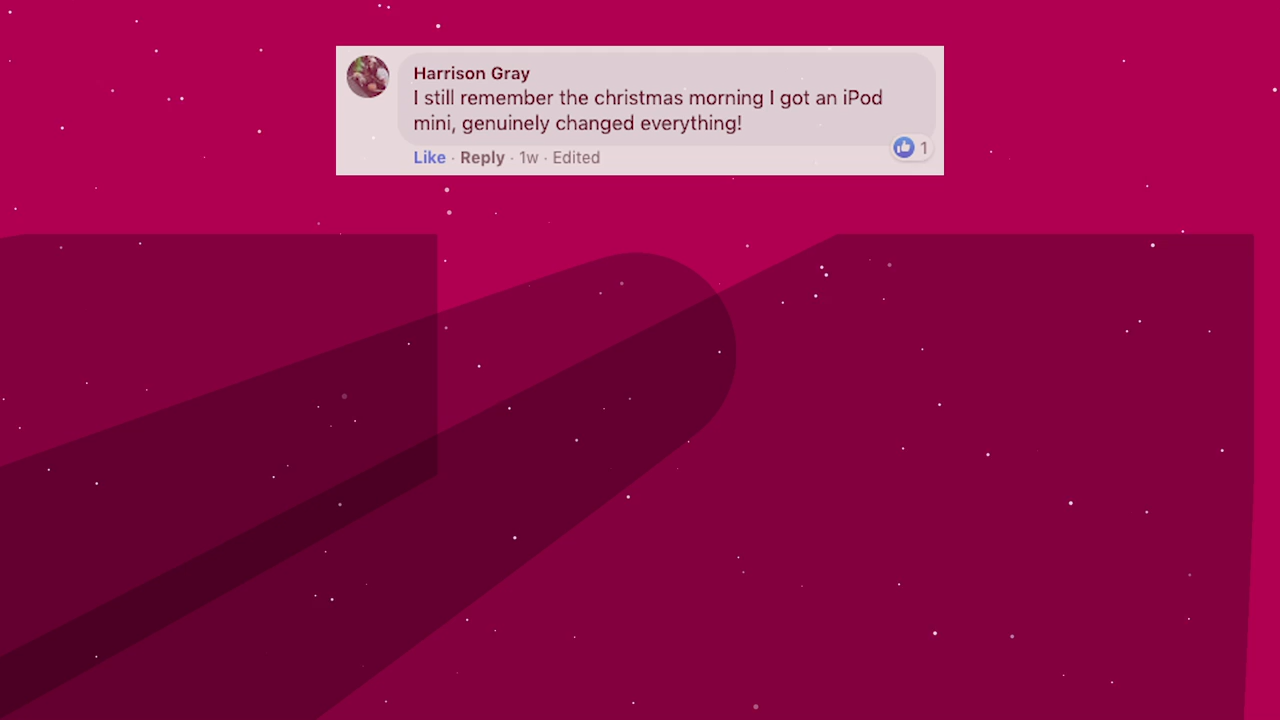 Harrison Gray
I still remember the christmas morning I got an iPod
mini, genuinely changed everything!
Like · Reply · 1w · Edited
1